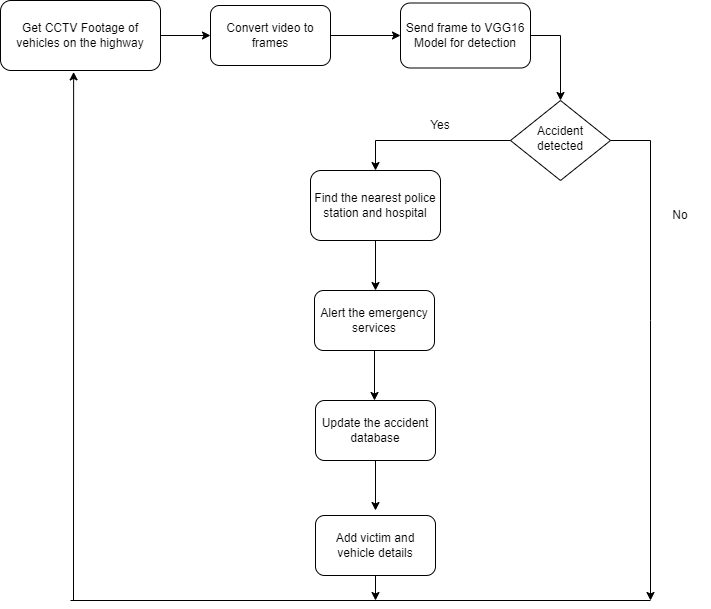 Get CCTV Footage of
vehicles on the highway
Convert video to
frames
Send frame to VGG16
Model for detection
Accident
detected
Yes
No
Find the nearest police
station and hospital
Alert the emergency
services
Update the accident
database
Add victim and
vehicle details